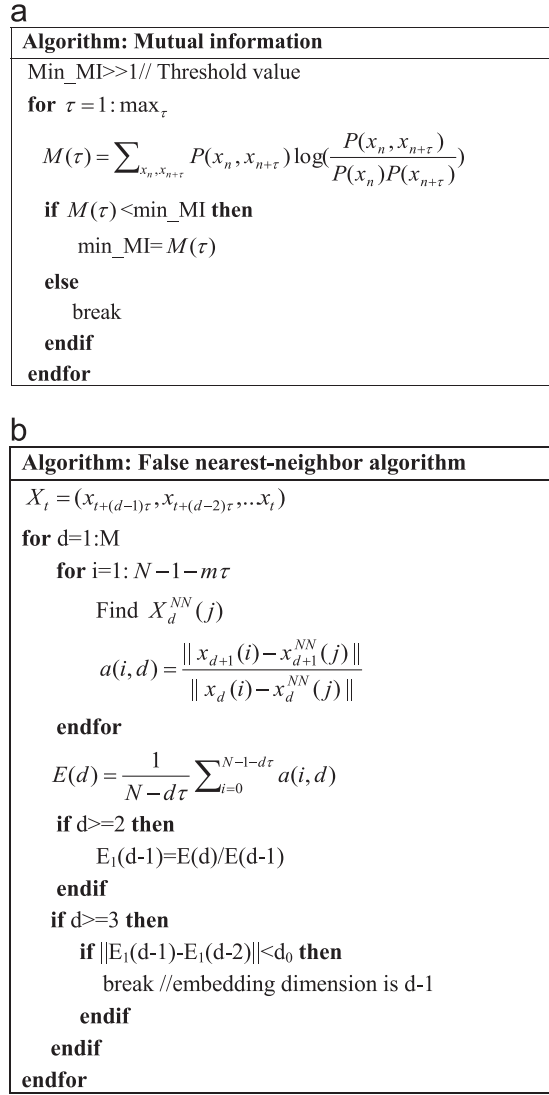 a
Algorithm: Mutual information
Min_MI>>1// Threshold value
for τ = 1: max_τ
M(τ) = ∑_{x_n, x_{n+τ}} P(x_n, x_{n+τ}) log( P(x_n, x_{n+τ}) / P(x_n)P(x_{n+τ}) )
if M(τ) <min_MI then
min_MI= M(τ)
else
break
endif
endfor
b
Algorithm: False nearest-neighbor algorithm
X_t = (x_{t+(d-1)τ}, x_{t+(d-2)τ}, ...x_t)
for d=1:M
for i=1: N-1-mτ
Find X_d^{NN}(j)
a(i,d) = || x_{d+1}(i) - x_{d+1}^{NN}(j) || / || x_d(i) - x_d^{NN}(j) ||
endfor
E(d) = 1 / (N-dτ) ∑_{i=0}^{N-1-dτ} a(i,d)
if d>=2 then
E_1(d-1)=E(d)/E(d-1)
endif
if d>=3 then
if ||E_1(d-1)-E_1(d-2)||<d_0 then
break //embedding dimension is d-1
endif
endif
endfor